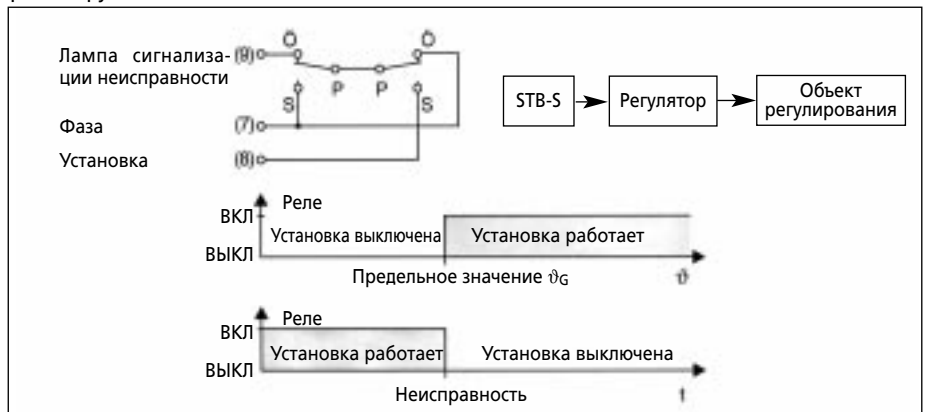 Лампа сигнализа-
ции неисправности
(9)
Ö Ö
P P
S S
Фаза
(7)
Установка
(8)
STB-S
Регулятор
Объект
регулирования
ВКЛ
Реле
Установка выключена
Установка работает
ВЫКЛ
Предельное значение ϑG
ϑ
ВКЛ
Реле
Установка работает
Установка выключена
ВЫКЛ
Неисправность
t